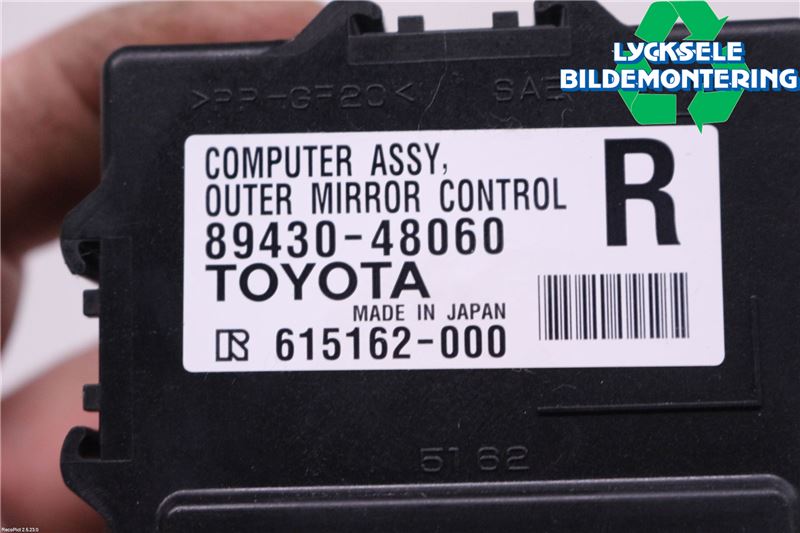 LYCKSELE
BILDEMONTERING
>PP-GF20<
COMPUTER ASSY,
OUTER MIRROR CONTROL
89430-48060
TOYOTA
R
MADE IN JAPAN
615162-000
5162